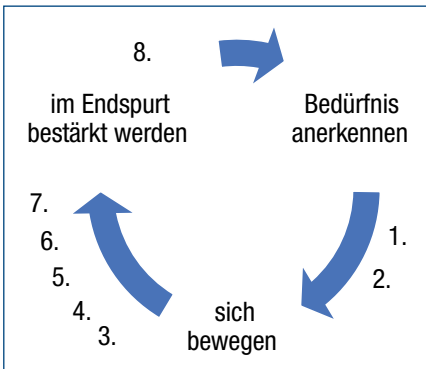 8.
im Endspurt
bestärkt werden
Bedürfnis
anerkennen
7.
6.
5.
4.
3.
1.
2.
sich
bewegen